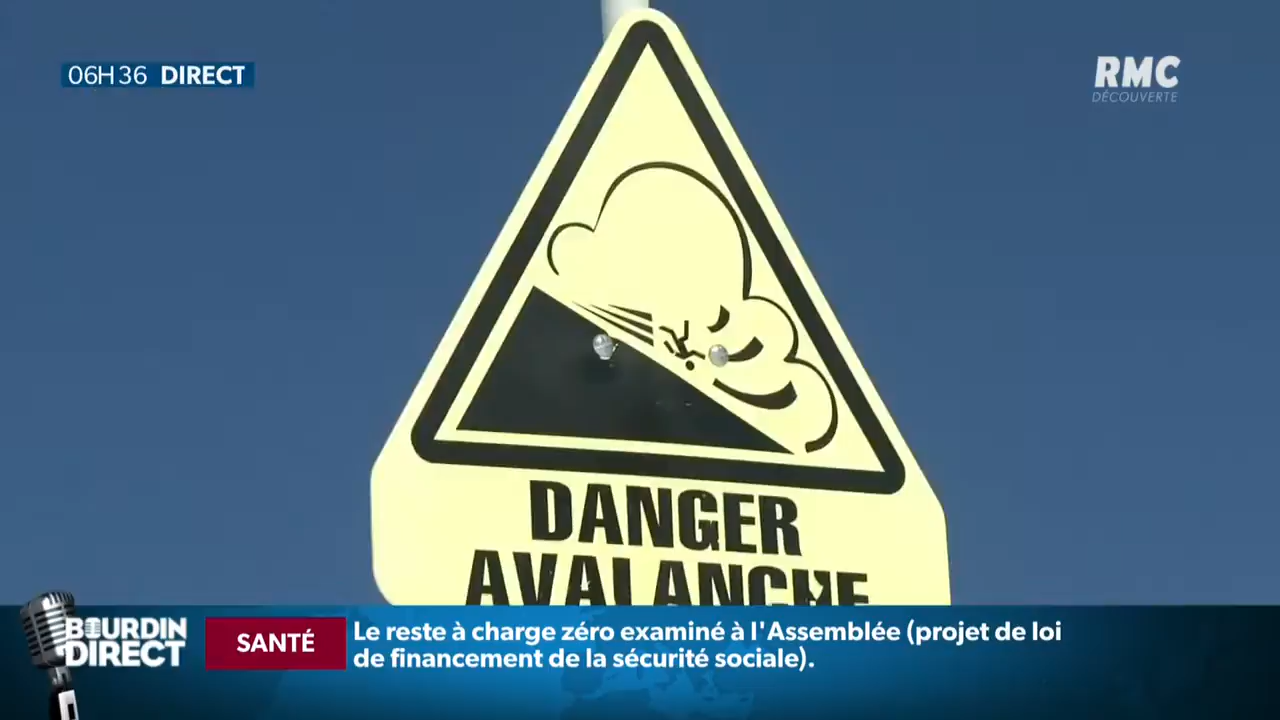 06H36 DIRECT
RMC
DÉCOUVERTE
DANGER
AVALANCHE
BOURDIN
DIRECT
SANTÉ
Le reste à charge zéro examiné à l'Assemblée (projet de loi
de financement de la sécurité sociale).